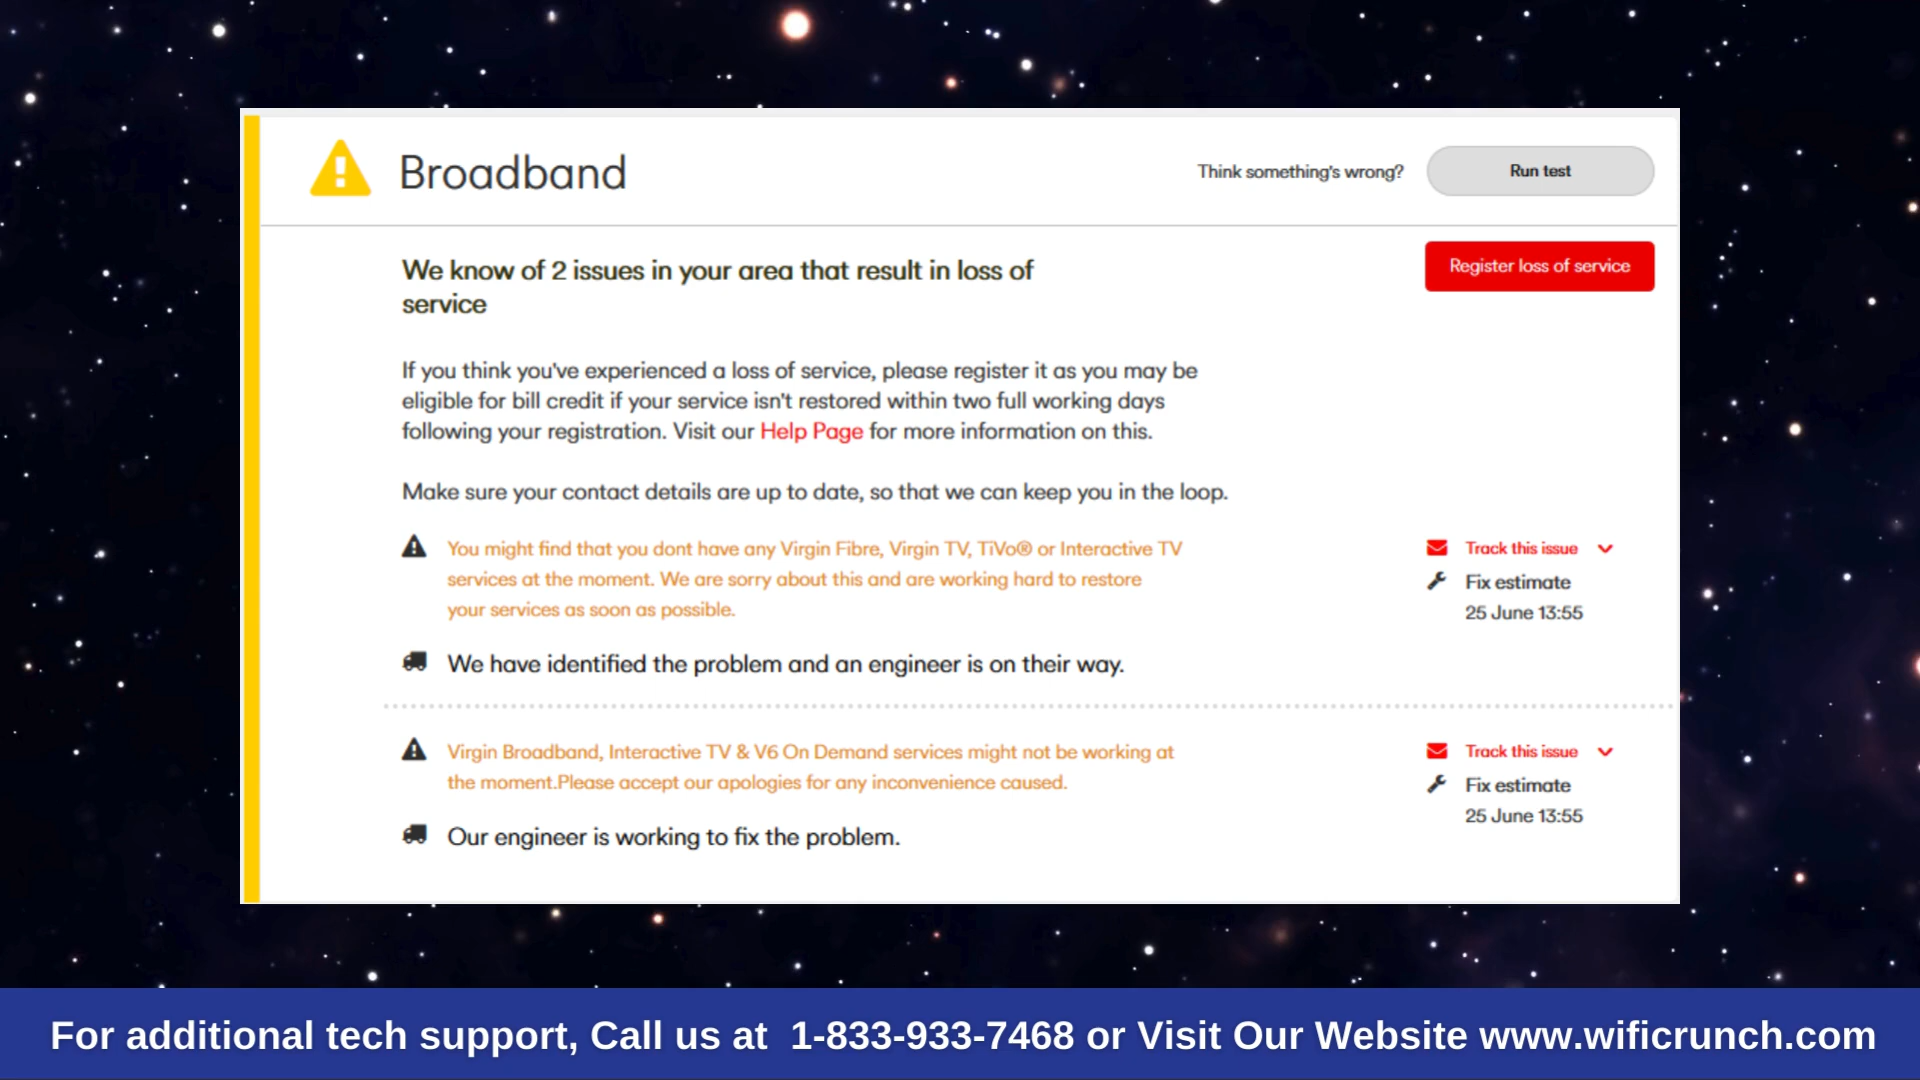 Broadband
Think something's wrong?
Run test
We know of 2 issues in your area that result in loss of
service
Register loss of service
If you think you've experienced a loss of service, please register it as you may be
eligible for bill credit if your service isn't restored within two full working days
following your registration. Visit our Help Page for more information on this.
Make sure your contact details are up to date, so that we can keep you in the loop.
You might find that you dont have any Virgin Fibre, Virgin TV, TiVo® or Interactive TV
services at the moment. We are sorry about this and are working hard to restore
your services as soon as possible.
Track this issue
Fix estimate
25 June 13:55
We have identified the problem and an engineer is on their way.
Virgin Broadband, Interactive TV & V6 On Demand services might not be working at
the moment.Please accept our apologies for any inconvenience caused.
Track this issue
Fix estimate
25 June 13:55
Our engineer is working to fix the problem.
For additional tech support, Call us at 1-833-933-7468 or Visit Our Website www.wificrunch.com